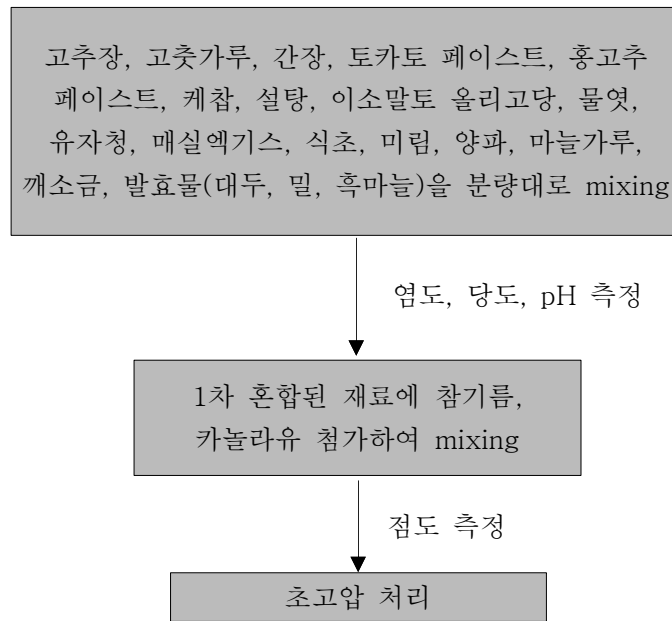 고추장, 고춧가루, 간장, 토카토 페이스트, 홍고추
페이스트, 케찹, 설탕, 이소말토 올리고당, 물엿,
유자청, 매실엑기스, 식초, 미림, 양파, 마늘가루,
깨소금, 발효물(대두, 밀, 흑마늘)을 분량대로 mixing
염도, 당도, pH 측정
1차 혼합된 재료에 참기름,
카놀라유 첨가하여 mixing
점도 측정
초고압 처리